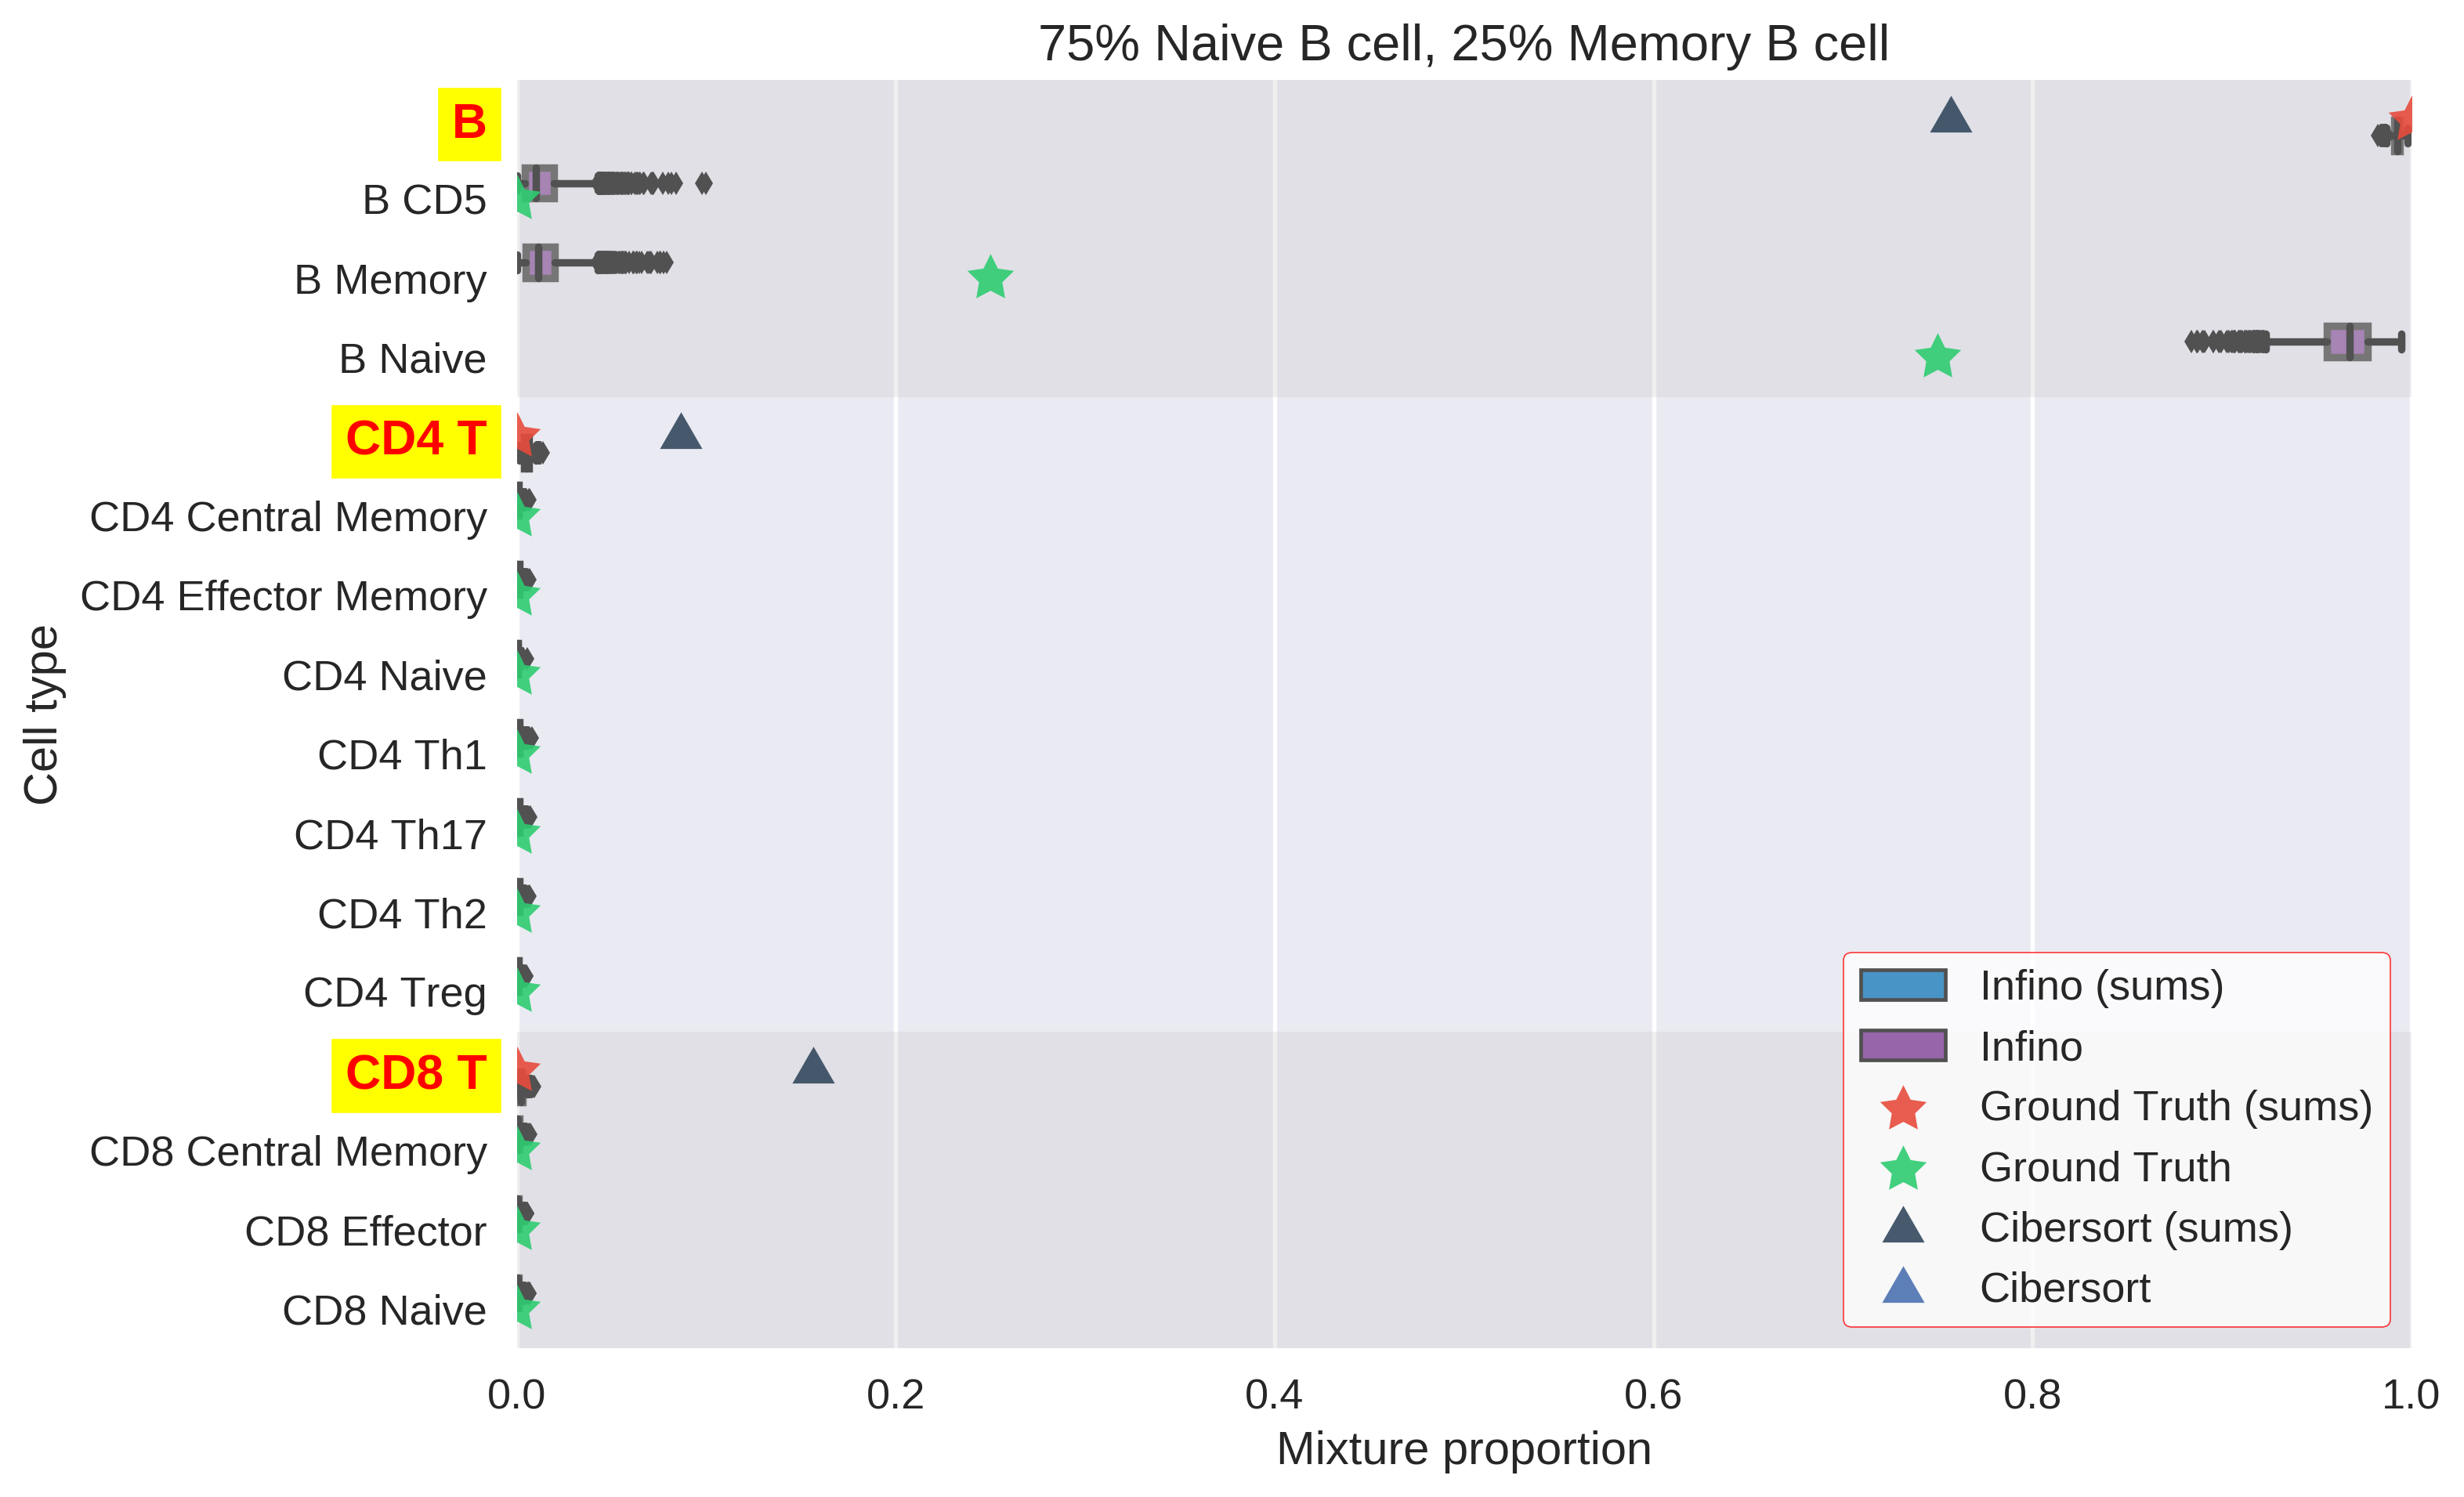 75% Naive B cell, 25% Memory B cell
B
B CD5
B Memory
B Naive
CD4 T
CD4 Central Memory
CD4 Effector Memory
CD4 Naive
CD4 Th1
CD4 Th17
CD4 Th2
CD4 Treg
CD8 T
CD8 Central Memory
CD8 Effector
CD8 Naive
Cell type
Infino (sums)
Infino
Ground Truth (sums)
Ground Truth
Cibersort (sums)
Cibersort
0.0 0.2 0.4 0.6 0.8 1.0
Mixture proportion